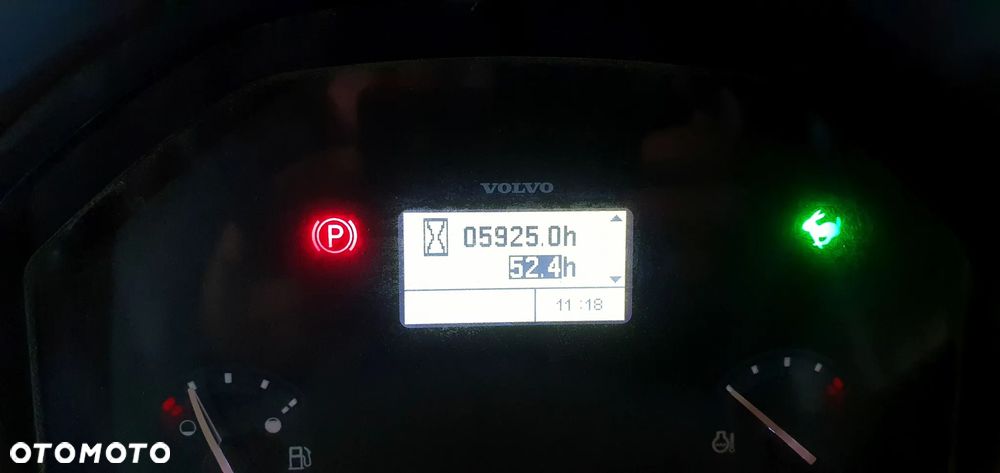 VOLVO
P
05925.0h
52.4h
11:18
OTOMOTO